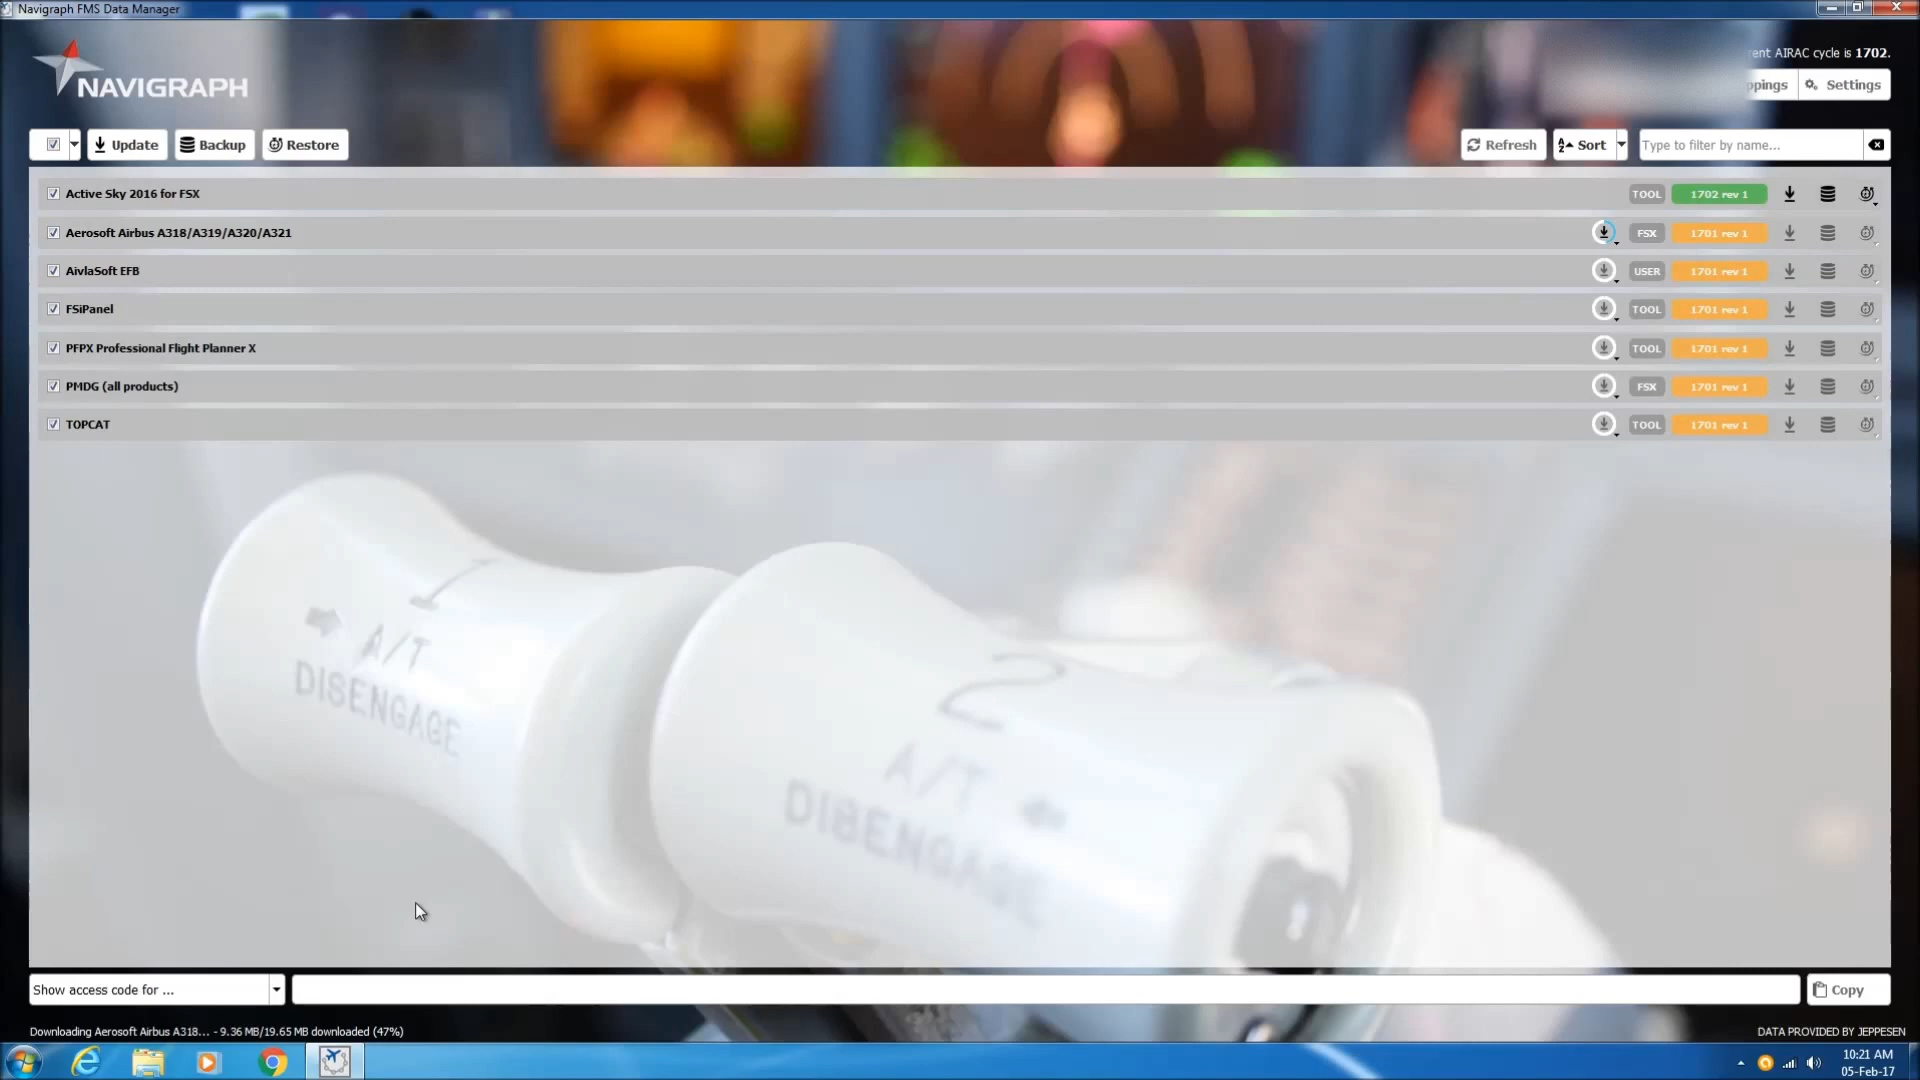 Navigraph FMS Data Manager
ent AIRAC cycle is 1702.
NAVIGRAPH
ppings
Settings
Update
Backup
Restore
Refresh
Sort
Type to filter by name...
Active Sky 2016 for FSX
TOOL
1702 rev 1
Aerosoft Airbus A318/A319/A320/A321
FSX
1701 rev 1
AivlaSoft EFB
USER
1701 rev 1
FSiPanel
TOOL
1701 rev 1
PFPX Professional Flight Planner X
TOOL
1701 rev 1
PMDG (all products)
FSX
1701 rev 1
TOPCAT
TOOL
1701 rev 1
1
A/T
DISENGAGE
2
A/T
DISENGAGE
Show access code for ...
Copy
Downloading Aerosoft Airbus A318... - 9.36 MB/19.65 MB downloaded (47%)
DATA PROVIDED BY JEPPESEN
10:21 AM
05-Feb-17